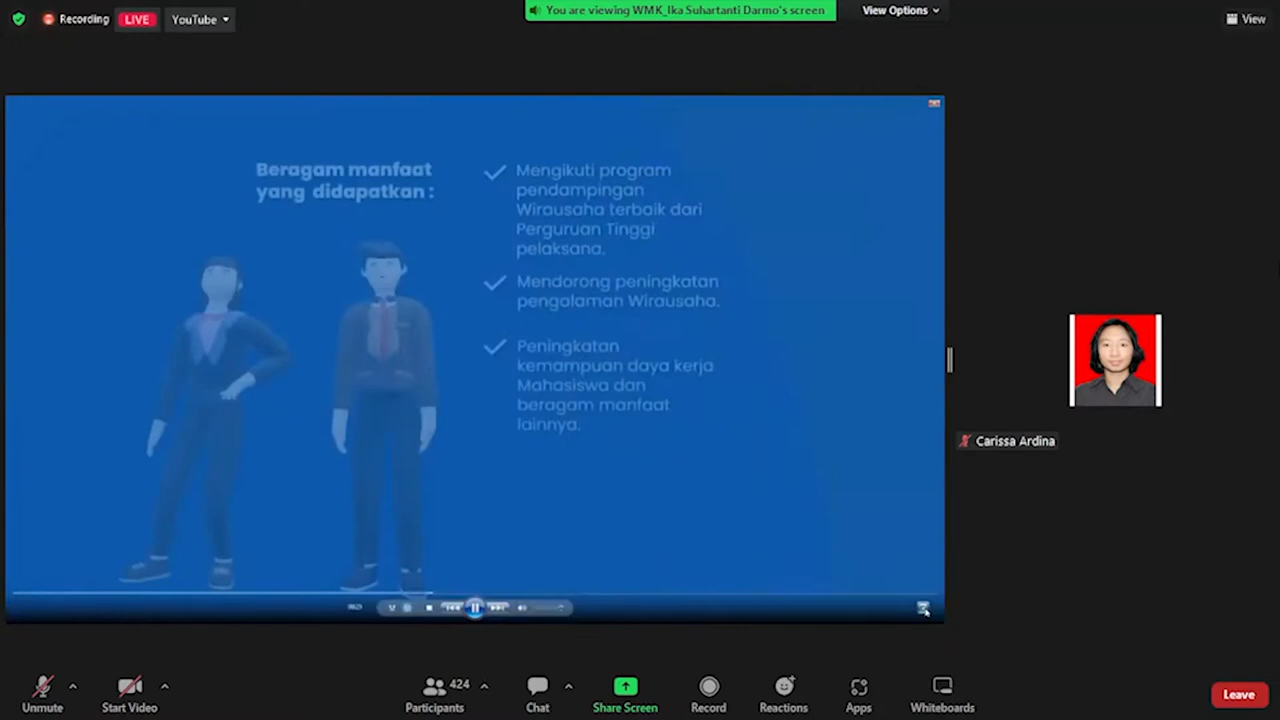 Recording
LIVE
YouTube
You are viewing WMK_Ika Suhartanti Darmo's screen
View Options
View
Beragam manfaat
yang didapatkan :
Mengikuti program
pendampingan
Wirausaha terbaik dari
Perguruan Tinggi
pelaksana.
Mendorong peningkatan
pengalaman Wirausaha.
Peningkatan
kemampuan daya kerja
Mahasiswa dan
beragam manfaat
lainnya.
Carissa Ardina
Unmute
Start Video
Participants
424
Chat
Share Screen
Record
Reactions
Apps
Whiteboards
Leave